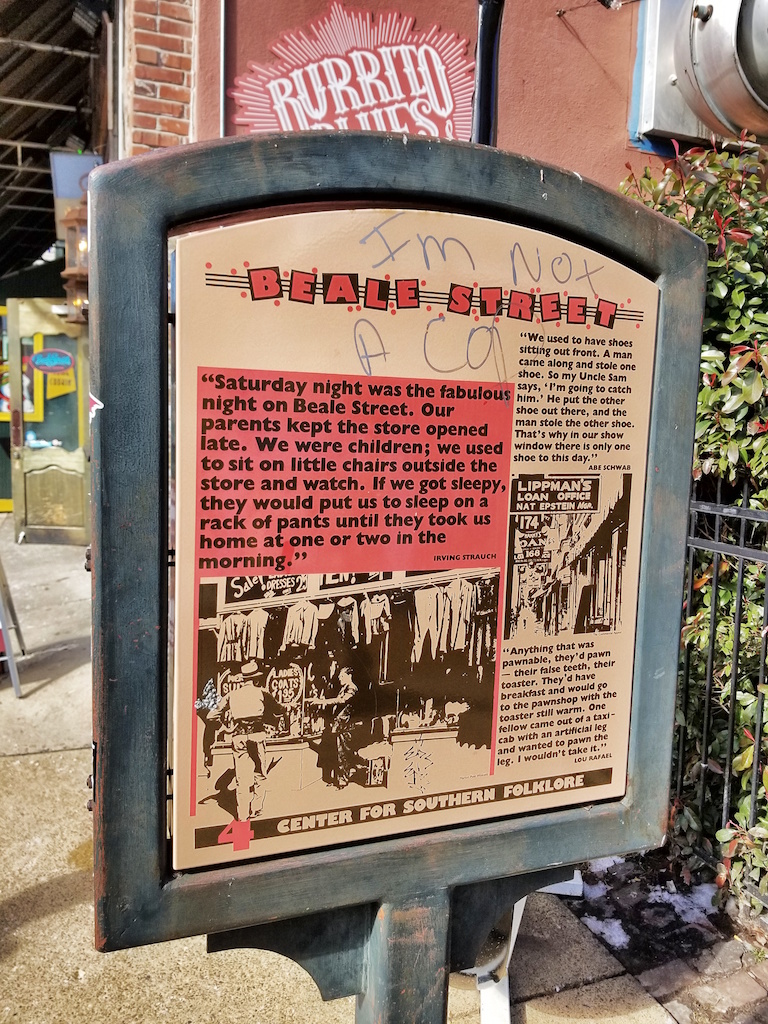 BURRITO
BLUES
I'm Not
BEALE STREET
A
"Saturday night was the fabulous
night on Beale Street. Our
parents kept the store opened
late. We were children; we used
to sit on little chairs outside the
store and watch. If we got sleepy,
they would put us to sleep on a
rack of pants until they took us
home at one or two in the
morning."
IRVING STRAUCH
"We used to have shoes
sitting out front. A man
came along and stole one
shoe. So my Uncle Sam
says, 'I'm going to catch
him.' He put the other
shoe out there, and the
man stole the other shoe.
That's why in our show
window there is only one
shoe to this day."
ABE SCHWAB
LIPPMAN'S
LOAN OFFICE
NAT EPSTEIN MGR.
174
LOAN
168
Sale!
DRESSES
LADIES
COATS
"Anything that was
pawnable, they'd pawn
— their false teeth, their
toaster. They'd have
breakfast and would go
to the pawnshop with the
toaster still warm. One
fellow came out of a taxi-
cab with an artificial leg
and wanted to pawn the
leg. I wouldn't take it."
LOU RAFAEL
4 CENTER FOR SOUTHERN FOLKLORE